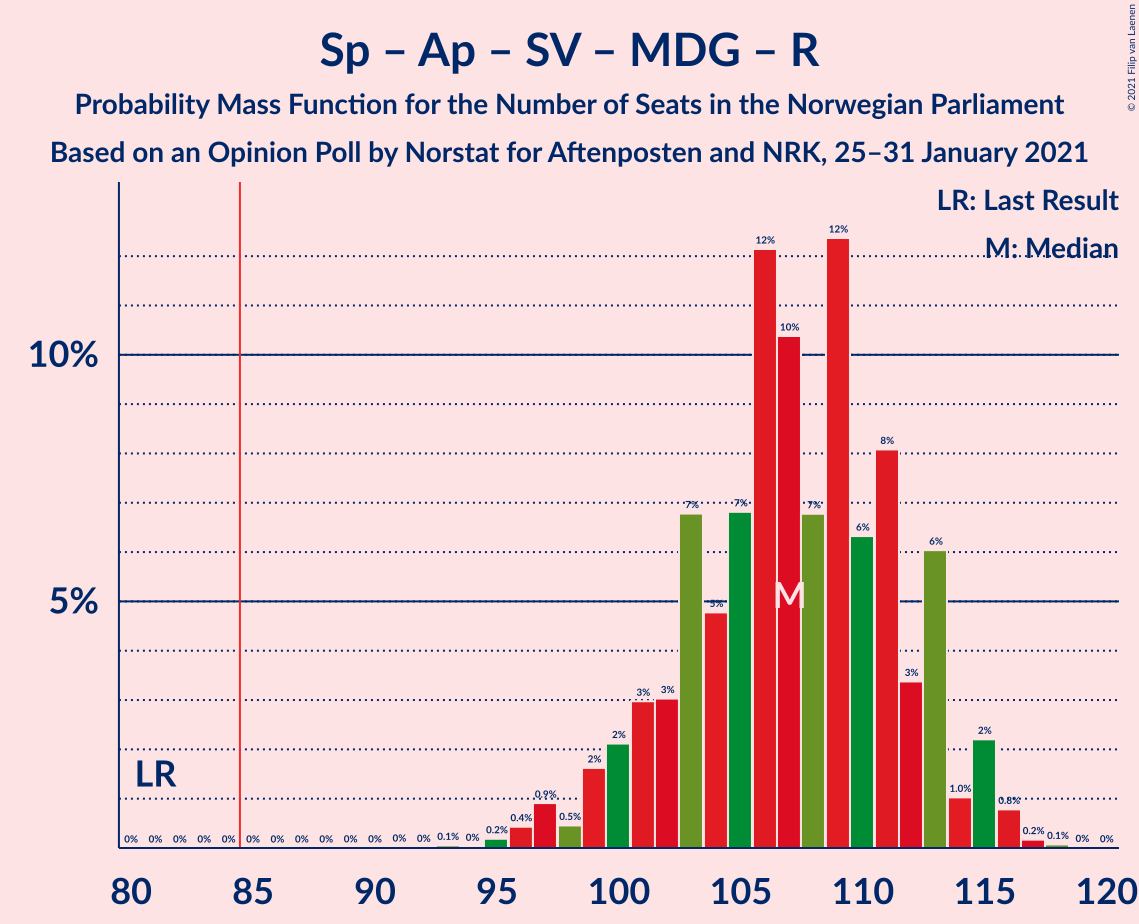 Sp – Ap – SV – MDG – R
Probability Mass Function for the Number of Seats in the Norwegian Parliament
Based on an Opinion Poll by Norstat for Aftenposten and NRK, 25–31 January 2021
© 2021 Filip van Laenen
LR: Last Result
M: Median
10%
5%
LR
M
0% 0% 0% 0% 0% 0% 0% 0% 0% 0% 0% 0% 0% 0.1% 0% 0.2% 0.4% 0.9% 0.5% 2% 2% 3% 3% 7% 5% 7% 12% 10% 7% 12% 6% 8% 3% 6% 1.0% 2% 0.8% 0.2% 0.1% 0% 0%
80 85 90 95 100 105 110 115 120